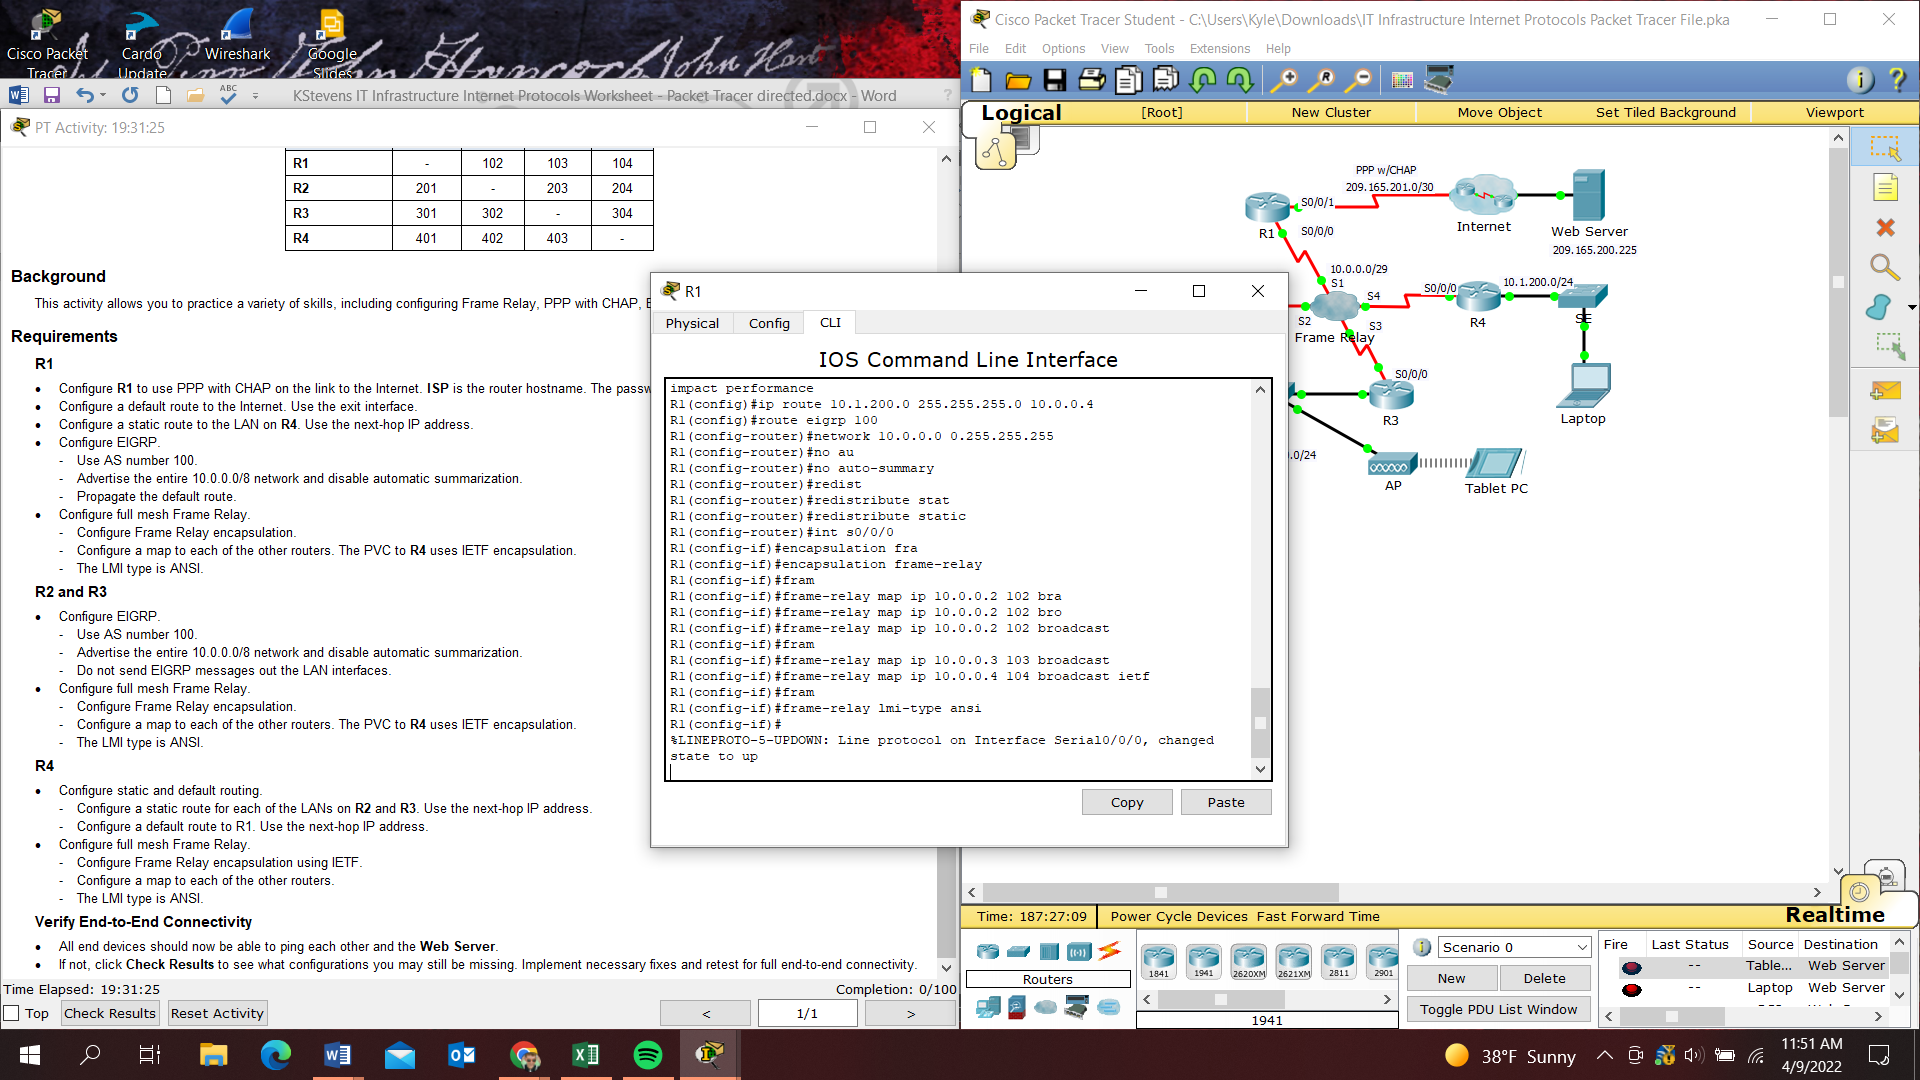 Cisco Packet Tracer
Cardo Update
Wireshark
Google Slides
KStevens IT Infrastructure Internet Protocols Worksheet - Packet Tracer directed.docx - Word
PT Activity: 19:31:25
R1 - 102 103 104
R2 201 - 203 204
R3 301 302 - 304
R4 401 402 403 -
Background
This activity allows you to practice a variety of skills, including configuring Frame Relay, PPP with CHAP, E
Requirements
R1
• Configure R1 to use PPP with CHAP on the link to the Internet. ISP is the router hostname. The passw
• Configure a default route to the Internet. Use the exit interface.
• Configure a static route to the LAN on R4. Use the next-hop IP address.
• Configure EIGRP.
- Use AS number 100.
- Advertise the entire 10.0.0.0/8 network and disable automatic summarization.
- Propagate the default route.
• Configure full mesh Frame Relay.
- Configure Frame Relay encapsulation.
- Configure a map to each of the other routers. The PVC to R4 uses IETF encapsulation.
- The LMI type is ANSI.
R2 and R3
• Configure EIGRP.
- Use AS number 100.
- Advertise the entire 10.0.0.0/8 network and disable automatic summarization.
- Do not send EIGRP messages out the LAN interfaces.
• Configure full mesh Frame Relay.
- Configure Frame Relay encapsulation.
- Configure a map to each of the other routers. The PVC to R4 uses IETF encapsulation.
- The LMI type is ANSI.
R4
• Configure static and default routing.
- Configure a static route for each of the LANs on R2 and R3. Use the next-hop IP address.
- Configure a default route to R1. Use the next-hop IP address.
• Configure full mesh Frame Relay.
- Configure Frame Relay encapsulation using IETF.
- Configure a map to each of the other routers.
- The LMI type is ANSI.
Verify End-to-End Connectivity
• All end devices should now be able to ping each other and the Web Server.
• If not, click Check Results to see what configurations you may still be missing. Implement necessary fixes and retest for full end-to-end connectivity.
Time Elapsed: 19:31:25
Completion: 0/100
Top
Check Results
Reset Activity
<
1/1
>
R1
Physical Config CLI
IOS Command Line Interface
impact performance
R1(config)#ip route 10.1.200.0 255.255.255.0 10.0.0.4
R1(config)#route eigrp 100
R1(config-router)#network 10.0.0.0 0.255.255.255
R1(config-router)#no au
R1(config-router)#no auto-summary
R1(config-router)#redist
R1(config-router)#redistribute stat
R1(config-router)#redistribute static
R1(config-router)#int s0/0/0
R1(config-if)#encapsulation fra
R1(config-if)#encapsulation frame-relay
R1(config-if)#fram
R1(config-if)#frame-relay map ip 10.0.0.2 102 bra
R1(config-if)#frame-relay map ip 10.0.0.2 102 bro
R1(config-if)#frame-relay map ip 10.0.0.2 102 broadcast
R1(config-if)#fram
R1(config-if)#frame-relay map ip 10.0.0.3 103 broadcast
R1(config-if)#frame-relay map ip 10.0.0.4 104 broadcast ietf
R1(config-if)#fram
R1(config-if)#frame-relay lmi-type ansi
R1(config-if)#
%LINEPROTO-5-UPDOWN: Line protocol on Interface Serial0/0/0, changed
state to up
Copy Paste
Cisco Packet Tracer Student - C:\Users\Kyle\Downloads\IT Infrastructure Internet Protocols Packet Tracer File.pka
File Edit Options View Tools Extensions Help
Logical [Root] New Cluster Move Object Set Tiled Background Viewport
PPP w/CHAP
209.165.201.0/30
S0/0/1
R1
S0/0/0
Internet
Web Server
209.165.200.225
10.0.0.0/29
S1
S4
S2
S3
Frame Relay
S0/0/0
R4
10.1.200.0/24
SE
S0/0/0
R3
Laptop
.0/24
AP
Tablet PC
Time: 187:27:09 Power Cycle Devices Fast Forward Time
Realtime
Routers
1841 1941 2620XM 2621XM 2811 2901
1941
Scenario 0
New Delete
Toggle PDU List Window
Fire Last Status Source Destination
-- Table... Web Server
-- Laptop Web Server
38°F Sunny
11:51 AM
4/9/2022